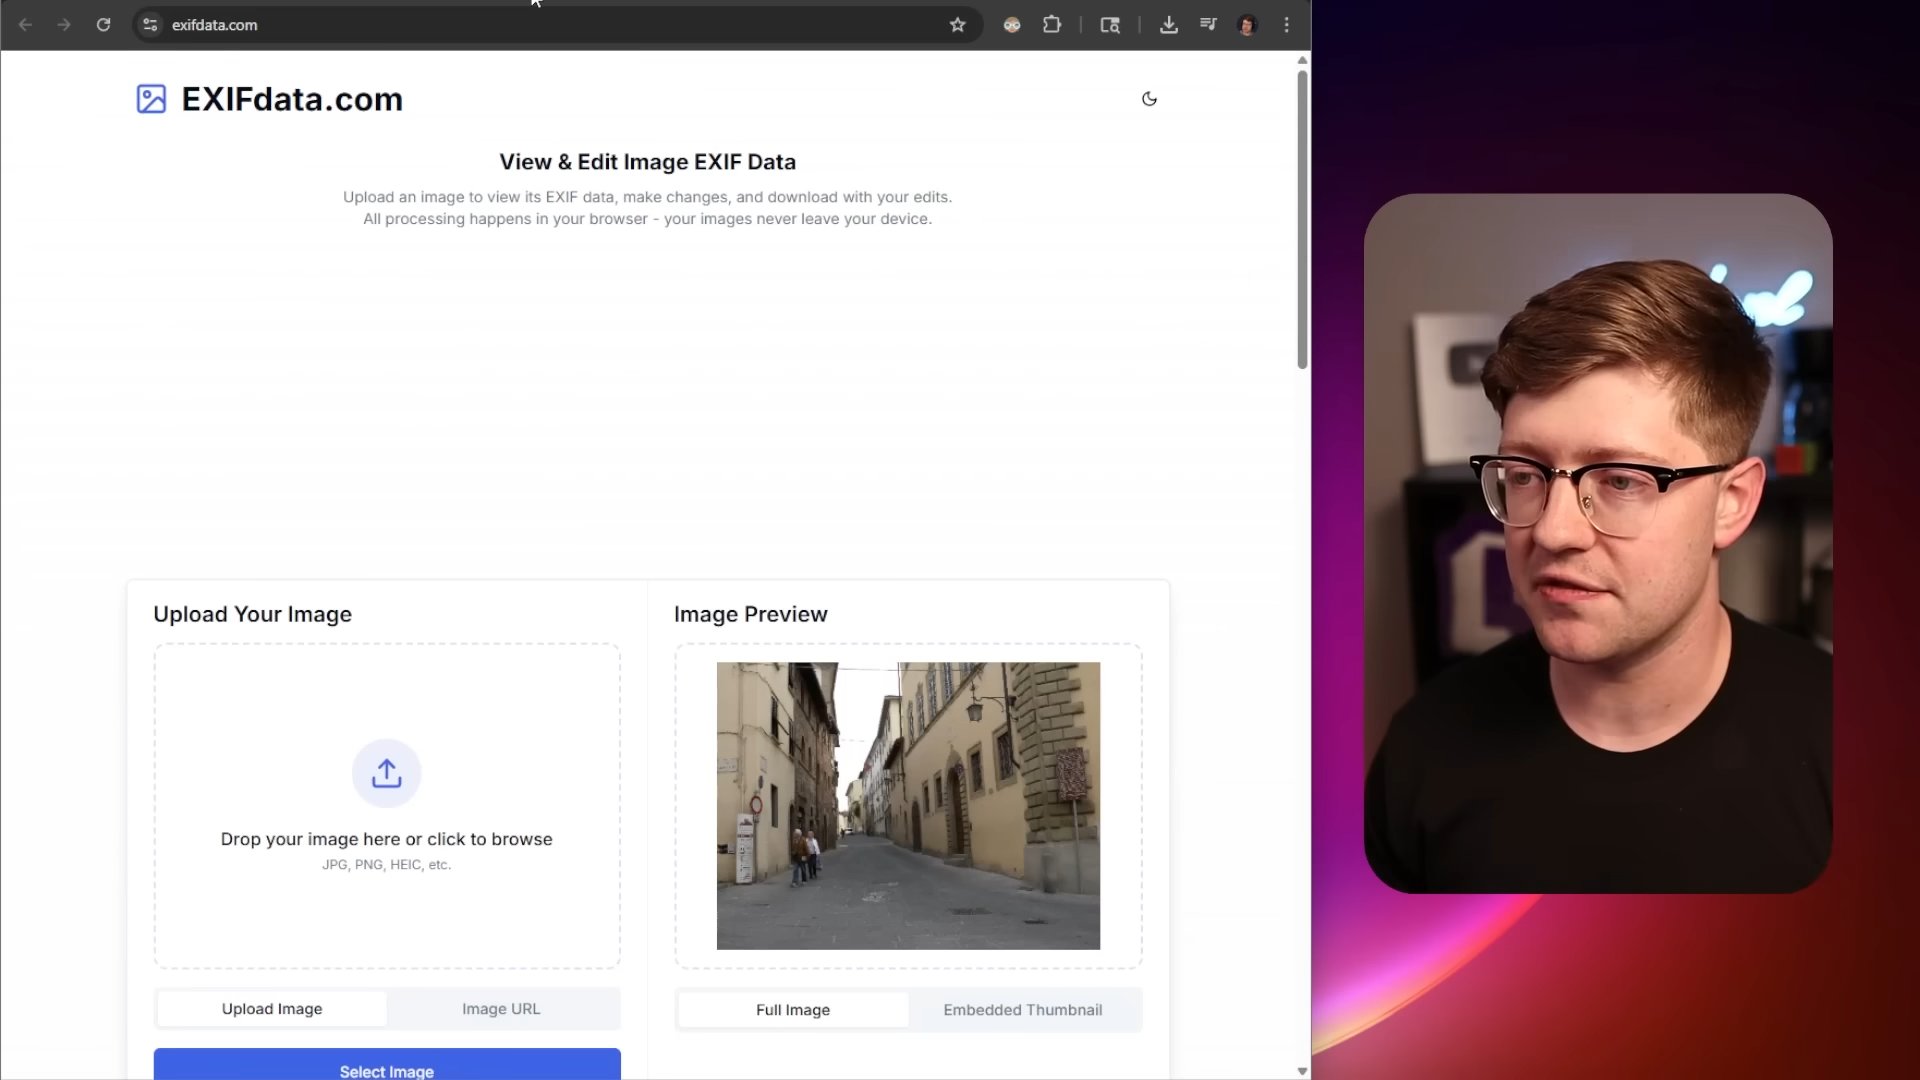 exifdata.com
EXIFdata.com
View & Edit Image EXIF Data
Upload an image to view its EXIF data, make changes, and download with your edits.
All processing happens in your browser - your images never leave your device.
Upload Your Image
Image Preview
Drop your image here or click to browse
JPG, PNG, HEIC, etc.
Upload Image
Image URL
Full Image
Embedded Thumbnail
Select Image